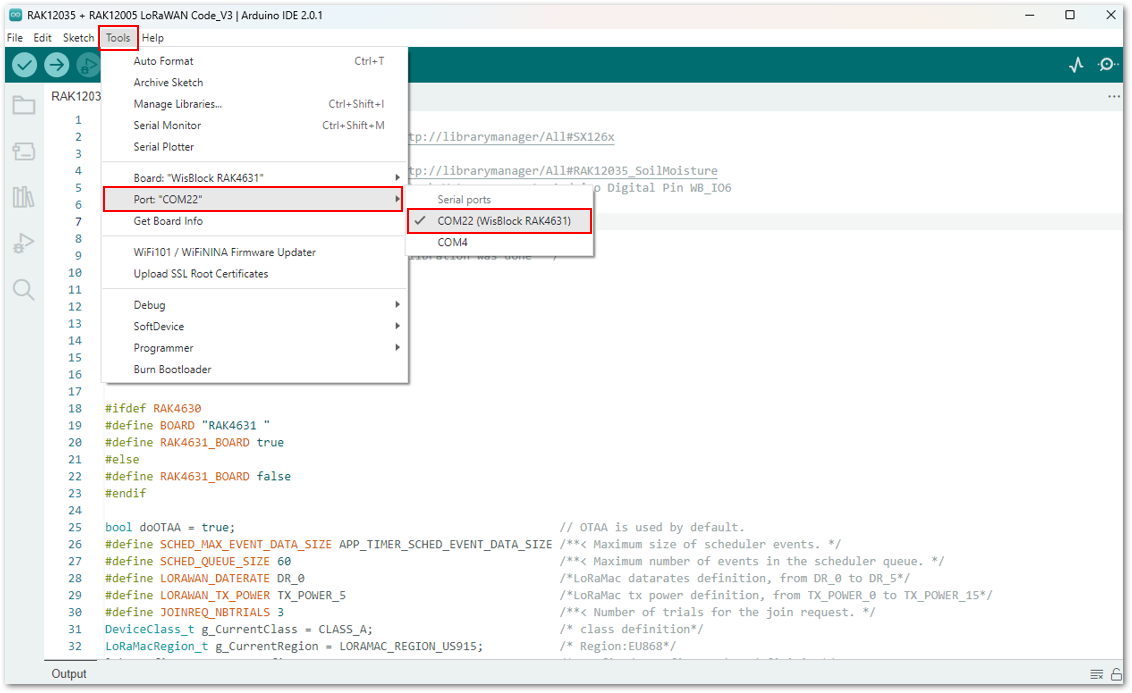 RAK12035 + RAK12005 LoRaWAN Code_V3 | Arduino IDE 2.0.1
File Edit Sketch Tools Help
Auto Format Ctrl+T
Archive Sketch
Manage Libraries... Ctrl+Shift+I
Serial Monitor Ctrl+Shift+M
Serial Plotter
Board: "WisBlock RAK4631"
Port: "COM22"
Get Board Info
WiFi101 / WiFiNINA Firmware Updater
Upload SSL Root Certificates
Debug
SoftDevice
Programmer
Burn Bootloader
Serial ports
COM22 (WisBlock RAK4631)
COM4
RAK1203
1
2 tp://librarymanager/All#SX126x
3
4 tp://librarymanager/All#RAK12035_SoilMoisture
5 Digital Pin WB_IO6
6
7
8
9 libration was done */
10
11
12
13
14
15
16
17
18 #ifdef RAK4630
19 #define BOARD "RAK4631 "
20 #define RAK4631_BOARD true
21 #else
22 #define RAK4631_BOARD false
23 #endif
24
25 bool doOTAA = true; // OTAA is used by default.
26 #define SCHED_MAX_EVENT_DATA_SIZE APP_TIMER_SCHED_EVENT_DATA_SIZE /**< Maximum size of scheduler events. */
27 #define SCHED_QUEUE_SIZE 60 /**< Maximum number of events in the scheduler queue. */
28 #define LORAWAN_DATERATE DR_0 /*LoRaMac datarates definition, from DR_0 to DR_5*/
29 #define LORAWAN_TX_POWER TX_POWER_5 /*LoRaMac tx power definition, from TX_POWER_0 to TX_POWER_15*/
30 #define JOINREQ_NBTRIALS 3 /**< Number of trials for the join request. */
31 DeviceClass_t g_CurrentClass = CLASS_A; /* class definition*/
32 LoRaMacRegion_t g_CurrentRegion = LORAMAC_REGION_US915; /* Region:EU868*/
Output